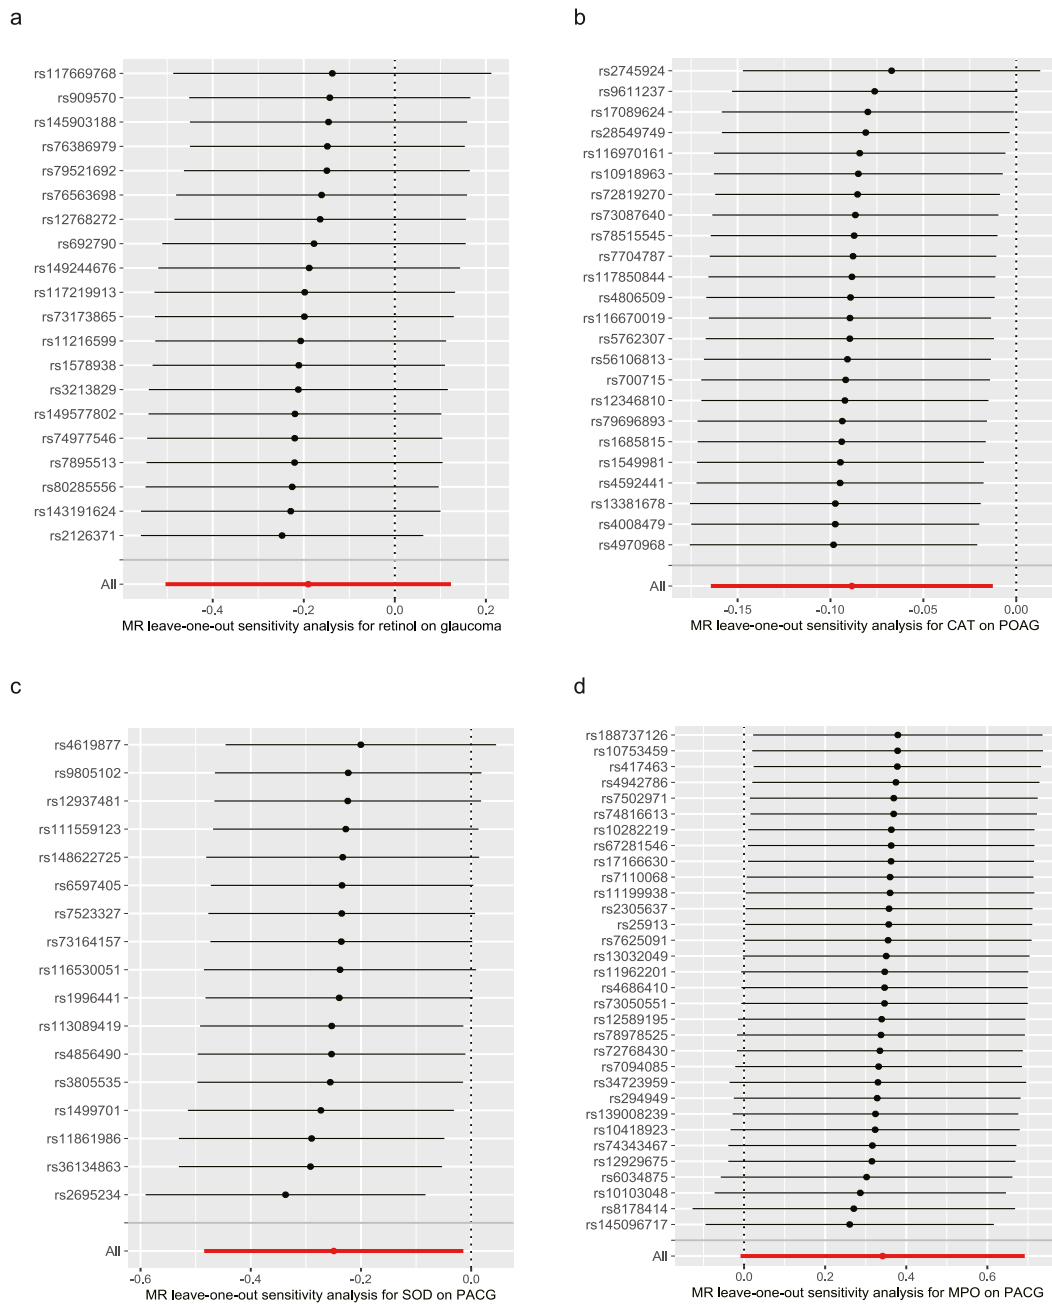 a
rs117669768
rs909570
rs145903188
rs76386979
rs79521692
rs76563698
rs12768272
rs692790
rs149244676
rs117219913
rs73173865
rs11216599
rs1578938
rs3213829
rs149577802
rs74977546
rs7895513
rs80285556
rs143191624
rs2126371
All
-0.4 -0.2 0.0 0.2
MR leave-one-out sensitivity analysis for retinol on glaucoma
b
rs2745924
rs9611237
rs17089624
rs28549749
rs116970161
rs10918963
rs72819270
rs73087640
rs78515545
rs7704787
rs117850844
rs4806509
rs116670019
rs5762307
rs56106813
rs700715
rs12346810
rs79696893
rs1685815
rs1549981
rs4592441
rs13381678
rs4008479
rs4970968
All
-0.15 -0.10 -0.05 0.00
MR leave-one-out sensitivity analysis for CAT on POAG
c
rs4619877
rs9805102
rs12937481
rs111559123
rs148622725
rs6597405
rs7523327
rs73164157
rs116530051
rs1996441
rs113089419
rs4856490
rs3805535
rs1499701
rs11861986
rs36134863
rs2695234
All
-0.6 -0.4 -0.2 0.0
MR leave-one-out sensitivity analysis for SOD on PACG
d
rs188737126
rs10753459
rs417463
rs4942786
rs7502971
rs74816613
rs10282219
rs67281546
rs17166630
rs7110068
rs11199938
rs2305637
rs25913
rs7625091
rs13032049
rs11962201
rs4686410
rs73050551
rs12589195
rs78978525
rs72768430
rs7094085
rs34723959
rs294949
rs139008239
rs10418923
rs74343467
rs12929675
rs6034875
rs10103048
rs8178414
rs145096717
All
0.0 0.2 0.4 0.6
MR leave-one-out sensitivity analysis for MPO on PACG